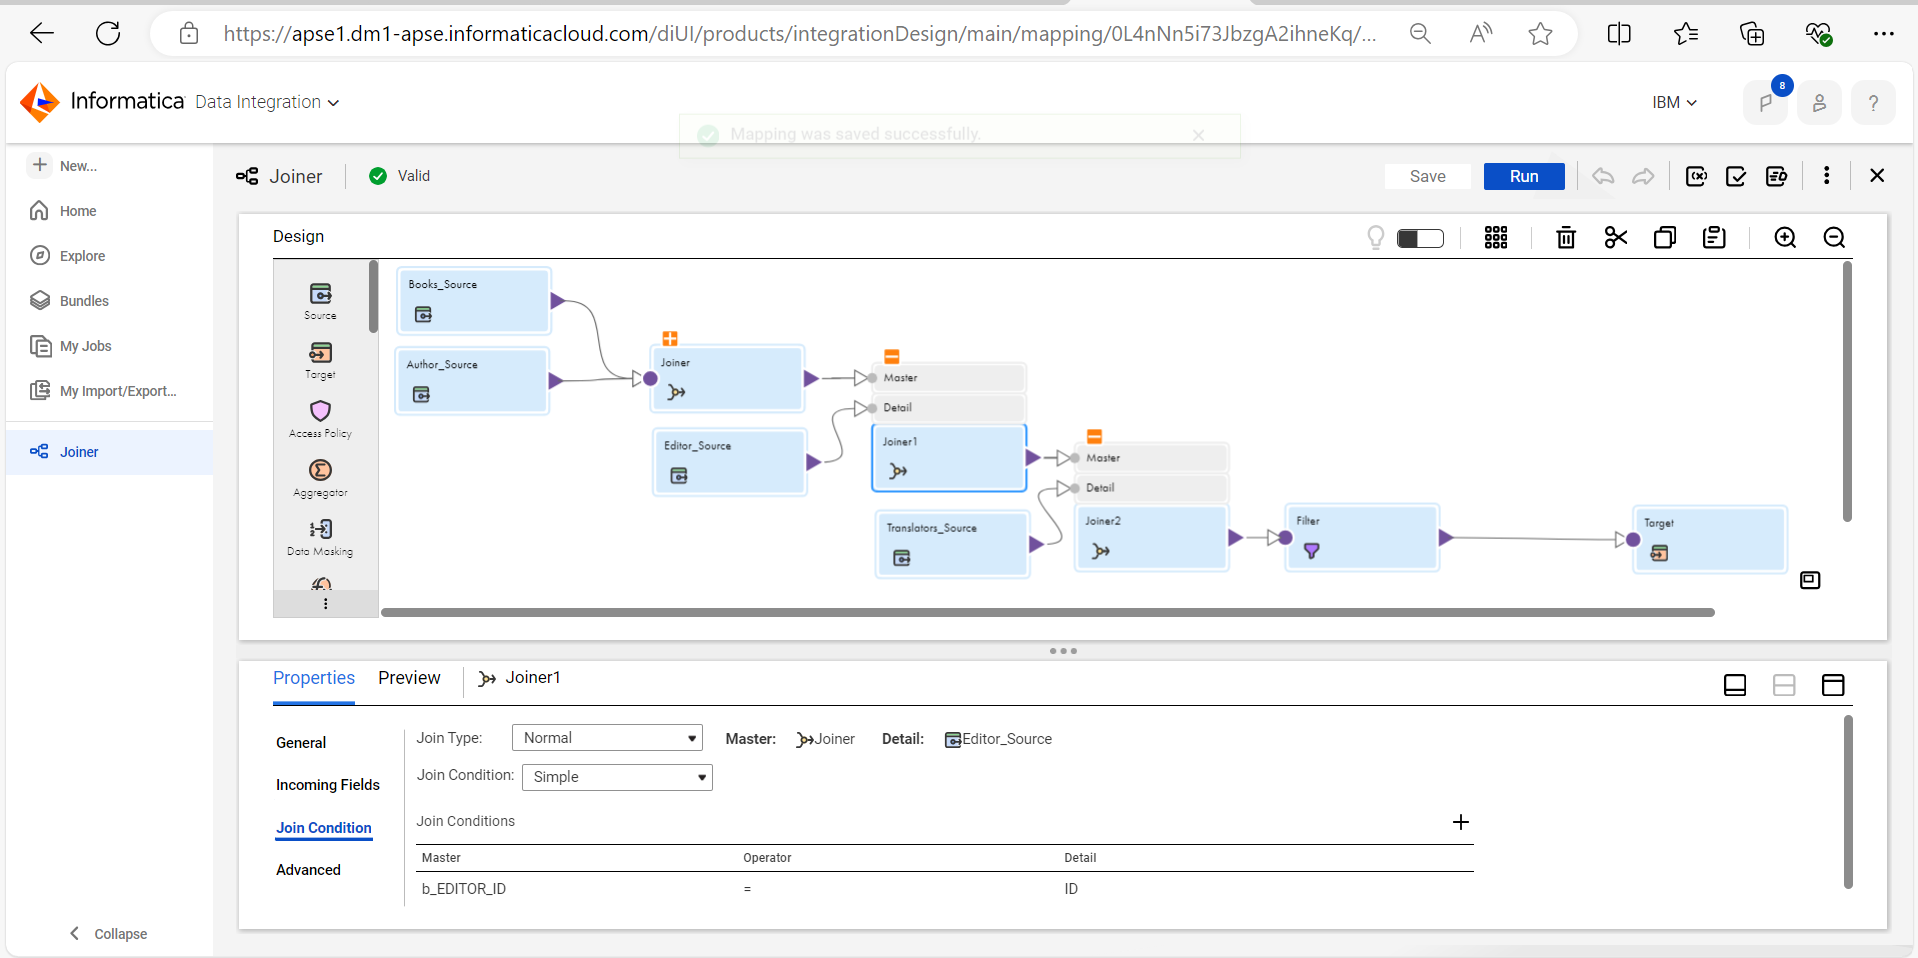 https://apse1.dm1-apse.informaticacloud.com/diUI/products/integrationDesign/main/mapping/0L4nNn5i73JbzgA2ihneKq/...
Informatica Data Integration
IBM
8
?
Mapping was saved successfully.
New...
Home
Explore
Bundles
My Jobs
My Import/Export...
Joiner
Collapse
Joiner
Valid
Save
Run
Design
Source
Target
Access Policy
Aggregator
Data Masking
Books_Source
Author_Source
Joiner
Editor_Source
Master
Detail
Joiner1
Translators_Source
Master
Detail
Joiner2
Filter
Target
Properties
Preview
Joiner1
General
Incoming Fields
Join Condition
Advanced
Join Type: Normal Master: Joiner Detail: Editor_Source
Join Condition: Simple
Join Conditions
Master Operator Detail
b_EDITOR_ID = ID